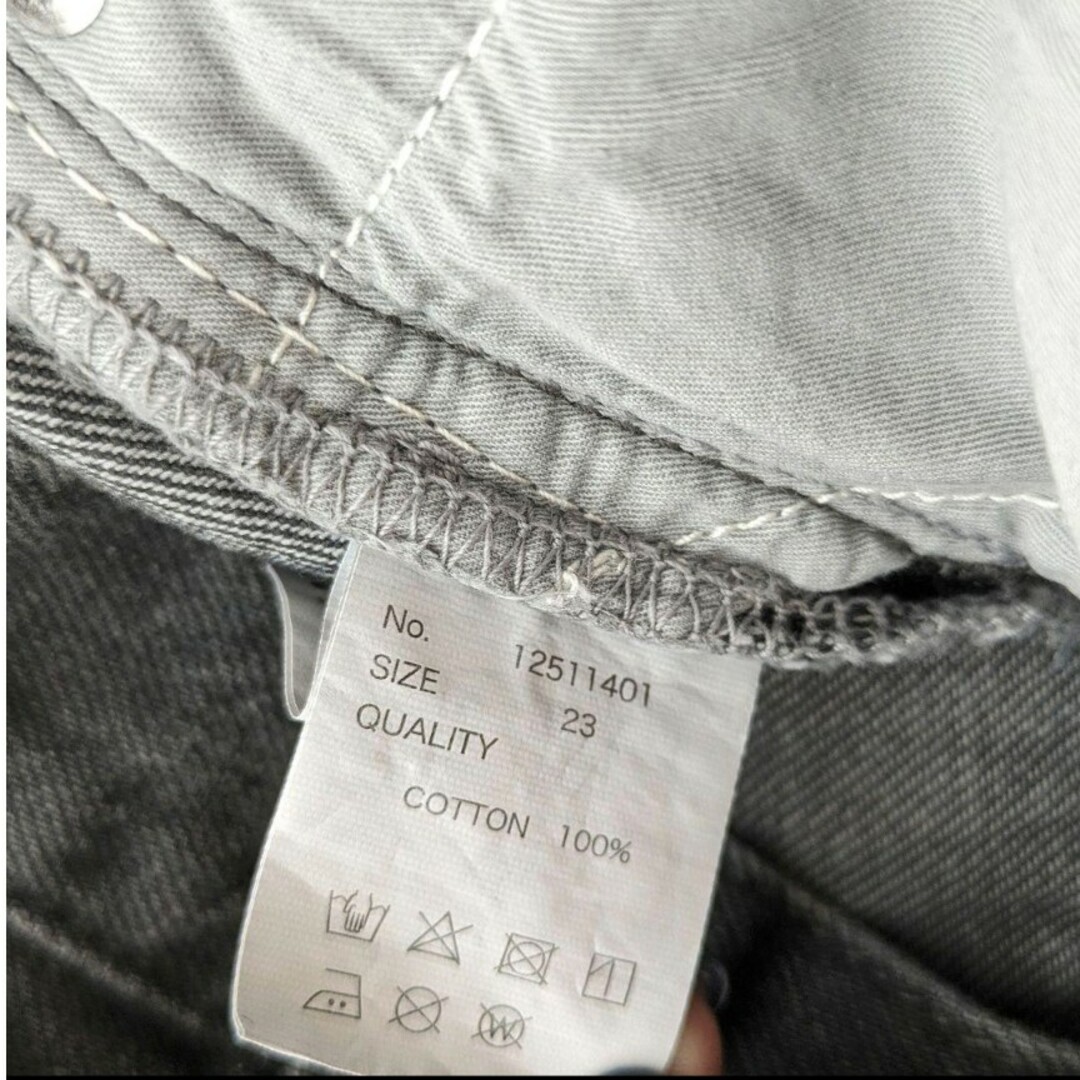 No. 12511401
SIZE 23
QUALITY
COTTON 100%
W